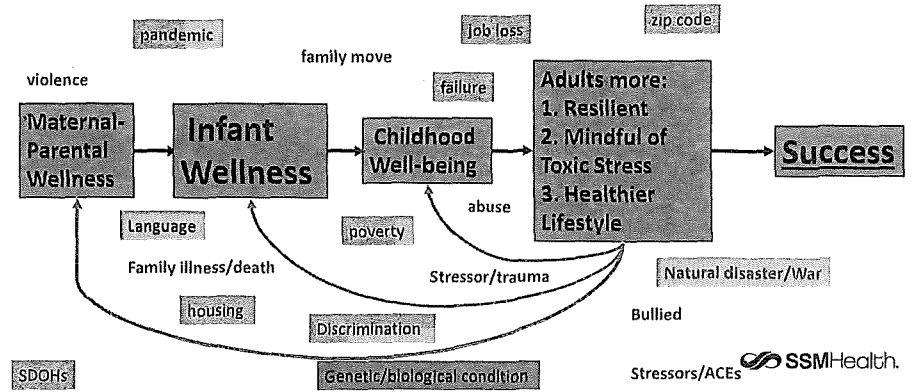 pandemic
job loss
zip code
family move
violence
failure
Maternal-
Parental
Wellness
Infant
Wellness
Childhood
Well-being
Adults more:
1. Resilient
2. Mindful of
Toxic Stress
3. Healthier
Lifestyle
Success
abuse
Language
poverty
Family illness/death
Stressor/trauma
Natural disaster/War
housing
Discrimination
Bullied
SDOHs
Genetic/biological condition
Stressors/ACEs
SSMHealth.